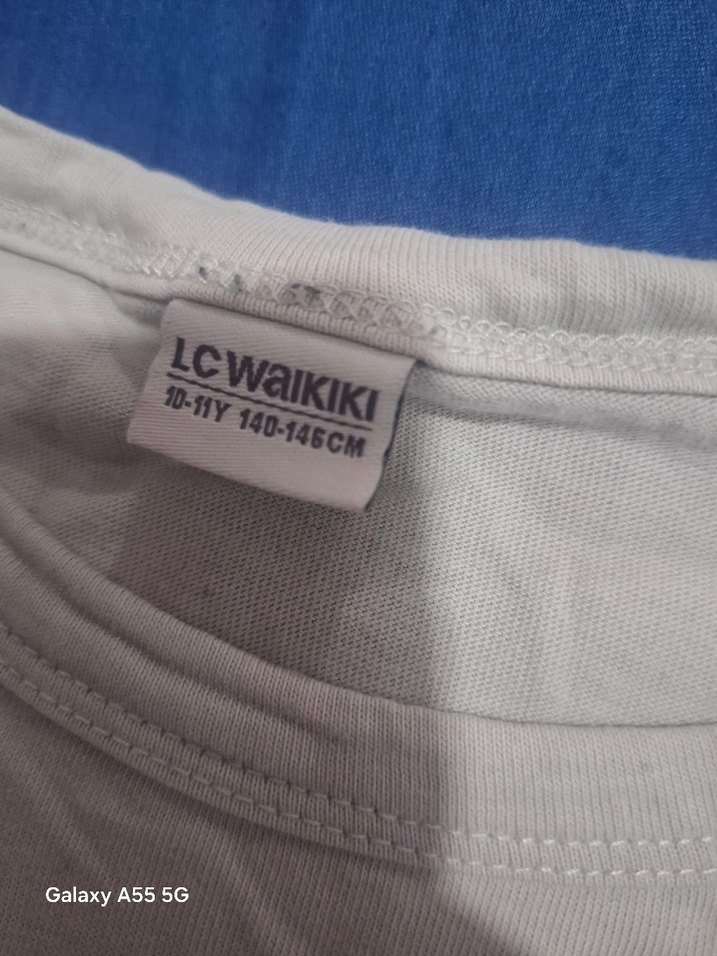 LC WAIKIKI
10-11Y 140-146CM
Galaxy A55 5G